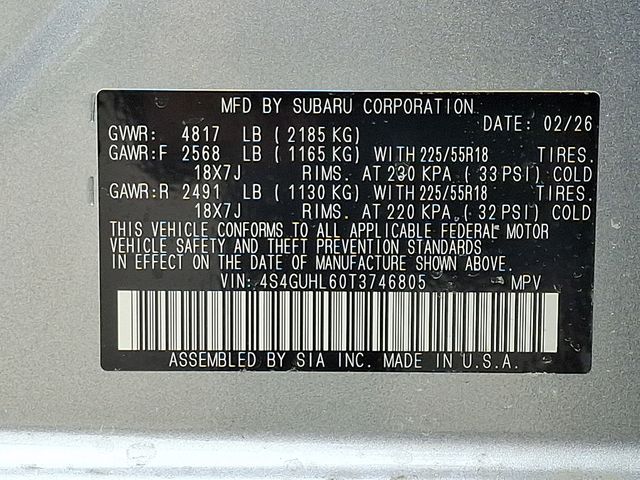 MFD BY SUBARU CORPORATION
DATE: 02/26
GVWR: 4817 LB ( 2185 KG)
GAWR:F 2568 LB ( 1165 KG) WITH 225/55R18 TIRES.
18X7J RIMS. AT 230 KPA. ( 33 PSI) COLD
GAWR:R 2491 LB ( 1130 KG) WITH 225/55R18 TIRES.
18X7J RIMS. AT 220 KPA. ( 32 PSI) COLD
THIS VEHICLE CONFORMS TO ALL APPLICABLE FEDERAL MOTOR
VEHICLE SAFETY AND THEFT PREVENTION STANDARDS
IN EFFECT ON THE DATE OF MANUFACTURE SHOWN ABOVE.
VIN: 4S4GUHL60T3746805 MPV
ASSEMBLED BY SIA INC. MADE IN U.S.A.